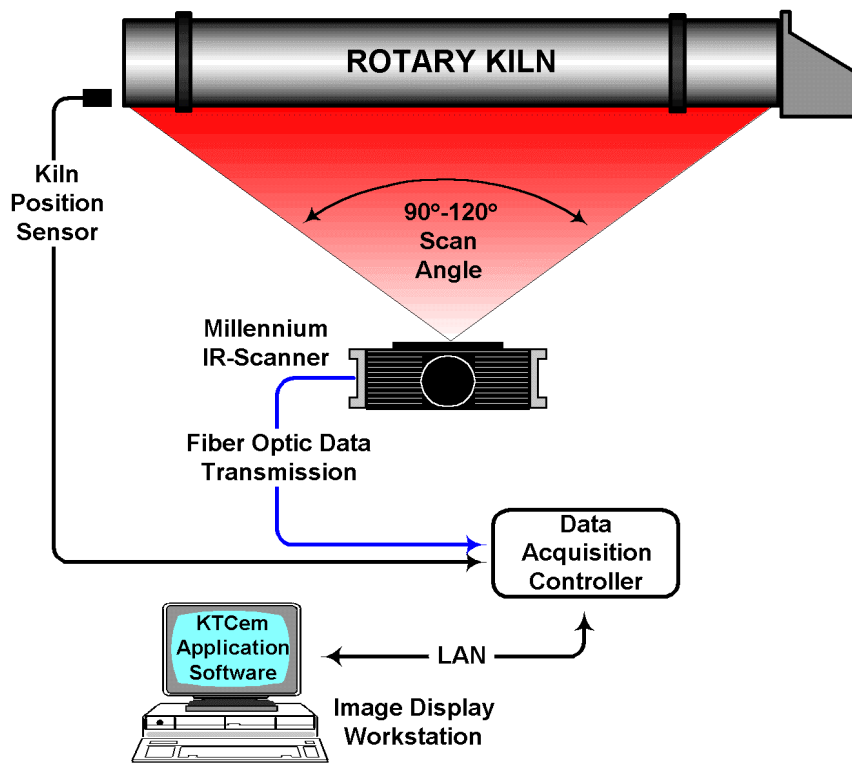 ROTARY KILN
Kiln
Position
Sensor
90°-120°
Scan
Angle
Millennium
IR-Scanner
Fiber Optic Data
Transmission
Data
Acquisition
Controller
KTCem
Application
Software
LAN
Image Display
Workstation